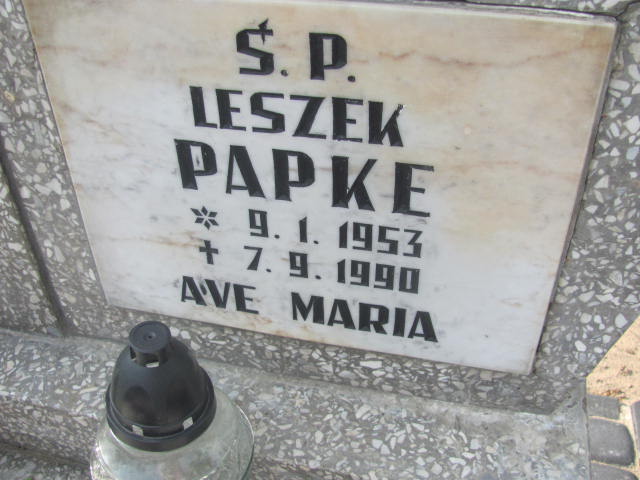 Ś. P.
LESZEK
PAPKE
* 9. 1. 1953
+ 7. 9. 1990
AVE MARIA